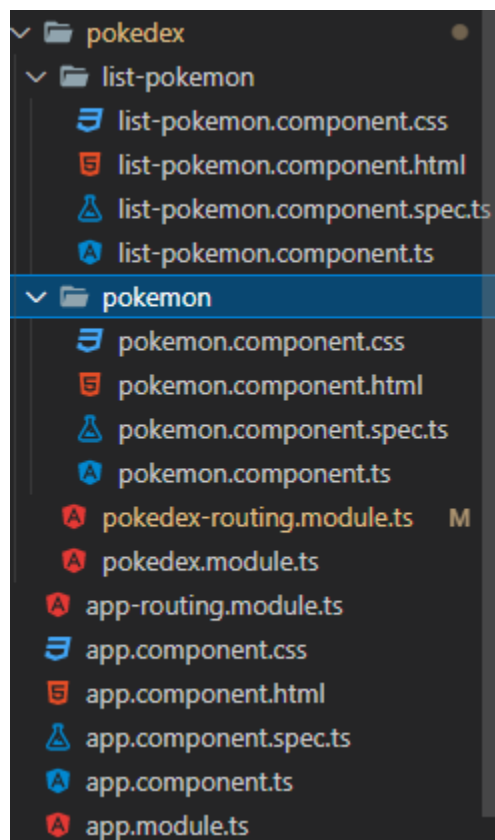 pokedex
list-pokemon
list-pokemon.component.css
list-pokemon.component.html
list-pokemon.component.spec.ts
list-pokemon.component.ts
pokemon
pokemon.component.css
pokemon.component.html
pokemon.component.spec.ts
pokemon.component.ts
pokedex-routing.module.ts M
pokedex.module.ts
app-routing.module.ts
app.component.css
app.component.html
app.component.spec.ts
app.component.ts
app.module.ts